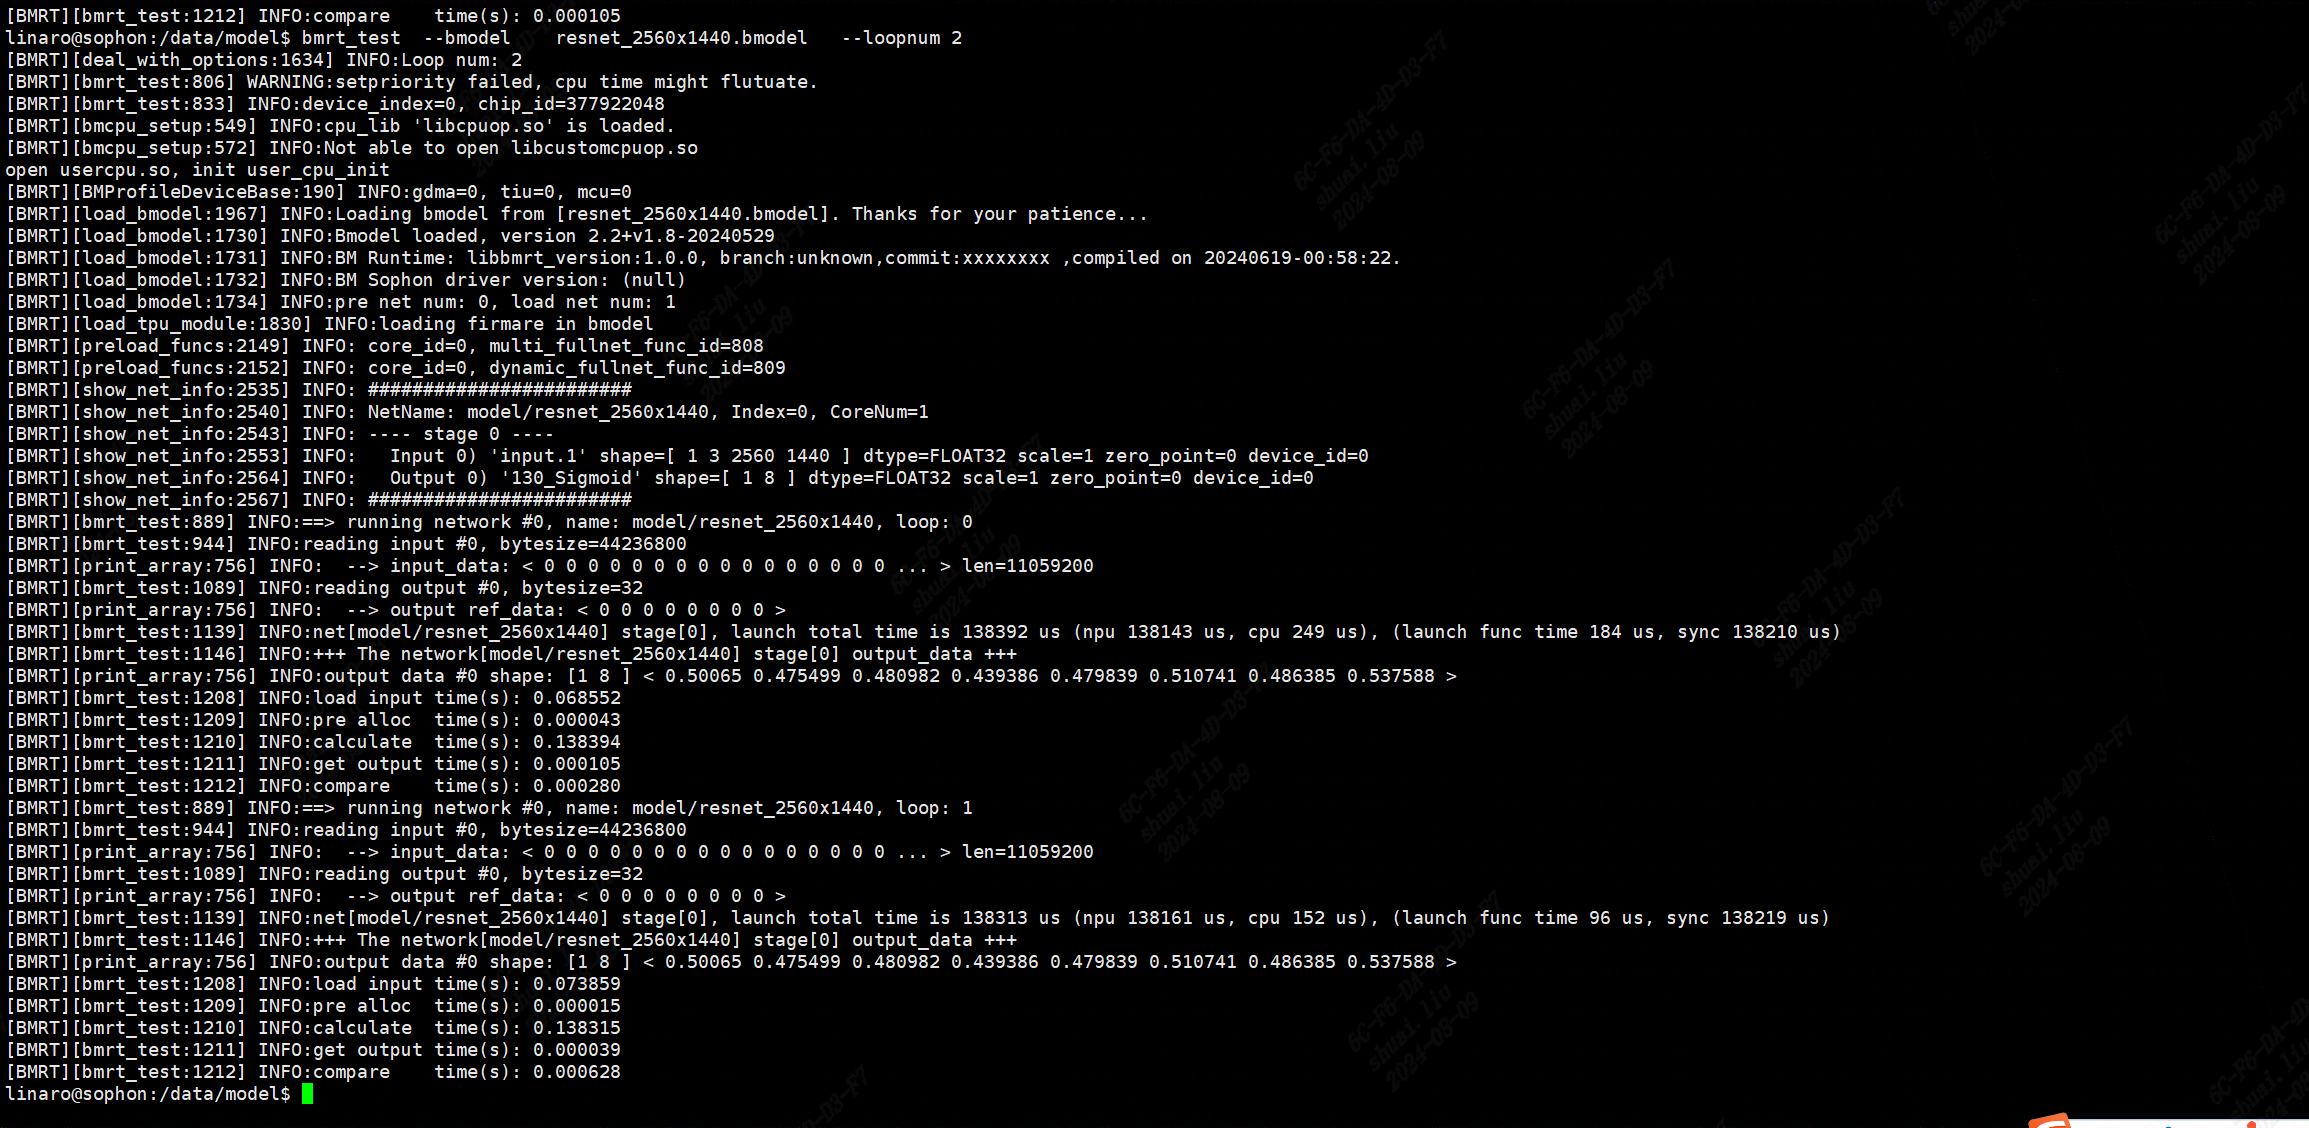 [BMRT][bmrt_test:1212] INFO:compare    time(s): 0.000105
linaro@sophon:/data/model$ bmrt_test  --bmodel    resnet_2560x1440.bmodel   --loopnum 2
[BMRT][deal_with_options:1634] INFO:Loop num: 2
[BMRT][bmrt_test:806] WARNING:setpriority failed, cpu time might flutuate.
[BMRT][bmrt_test:833] INFO:device_index=0, chip_id=377922048
[BMRT][bmcpu_setup:549] INFO:cpu_lib 'libcpuop.so' is loaded.
[BMRT][bmcpu_setup:572] INFO:Not able to open libcustomcpuop.so
open usercpu.so, init user_cpu_init
[BMRT][BMProfileDeviceBase:190] INFO:gdma=0, tiu=0, mcu=0
[BMRT][load_bmodel:1967] INFO:Loading bmodel from [resnet_2560x1440.bmodel]. Thanks for your patience...
[BMRT][load_bmodel:1730] INFO:Bmodel loaded, version 2.2+v1.8-20240529
[BMRT][load_bmodel:1731] INFO:BM Runtime: libbmrt_version:1.0.0, branch:unknown,commit:xxxxxxxx ,compiled on 20240619-00:58:22.
[BMRT][load_bmodel:1732] INFO:BM Sophon driver version: (null)
[BMRT][load_bmodel:1734] INFO:pre net num: 0, load net num: 1
[BMRT][load_tpu_module:1830] INFO:loading firmare in bmodel
[BMRT][preload_funcs:2149] INFO: core_id=0, multi_fullnet_func_id=808
[BMRT][preload_funcs:2152] INFO: core_id=0, dynamic_fullnet_func_id=809
[BMRT][show_net_info:2535] INFO: ########################
[BMRT][show_net_info:2540] INFO: NetName: model/resnet_2560x1440, Index=0, CoreNum=1
[BMRT][show_net_info:2543] INFO: ---- stage 0 ----
[BMRT][show_net_info:2553] INFO:   Input 0) 'input.1' shape=[ 1 3 2560 1440 ] dtype=FLOAT32 scale=1 zero_point=0 device_id=0
[BMRT][show_net_info:2564] INFO:   Output 0) '130_Sigmoid' shape=[ 1 8 ] dtype=FLOAT32 scale=1 zero_point=0 device_id=0
[BMRT][show_net_info:2567] INFO: ########################
[BMRT][bmrt_test:889] INFO:==> running network #0, name: model/resnet_2560x1440, loop: 0
[BMRT][bmrt_test:944] INFO:reading input #0, bytesize=44236800
[BMRT][print_array:756] INFO:  --> input_data: < 0 0 0 0 0 0 0 0 0 0 0 0 0 0 0 0 ... > len=11059200
[BMRT][bmrt_test:1089] INFO:reading output #0, bytesize=32
[BMRT][print_array:756] INFO:  --> output ref_data: < 0 0 0 0 0 0 0 0 >
[BMRT][bmrt_test:1139] INFO:net[model/resnet_2560x1440] stage[0], launch total time is 138392 us (npu 138143 us, cpu 249 us), (launch func time 184 us, sync 138210 us)
[BMRT][bmrt_test:1146] INFO:+++ The network[model/resnet_2560x1440] stage[0] output_data +++
[BMRT][print_array:756] INFO:output data #0 shape: [1 8 ] < 0.50065 0.475499 0.480982 0.439386 0.479839 0.510741 0.486385 0.537588 >
[BMRT][bmrt_test:1208] INFO:load input time(s): 0.068552
[BMRT][bmrt_test:1209] INFO:pre alloc  time(s): 0.000043
[BMRT][bmrt_test:1210] INFO:calculate  time(s): 0.138394
[BMRT][bmrt_test:1211] INFO:get output time(s): 0.000105
[BMRT][bmrt_test:1212] INFO:compare    time(s): 0.000280
[BMRT][bmrt_test:889] INFO:==> running network #0, name: model/resnet_2560x1440, loop: 1
[BMRT][bmrt_test:944] INFO:reading input #0, bytesize=44236800
[BMRT][print_array:756] INFO:  --> input_data: < 0 0 0 0 0 0 0 0 0 0 0 0 0 0 0 0 ... > len=11059200
[BMRT][bmrt_test:1089] INFO:reading output #0, bytesize=32
[BMRT][print_array:756] INFO:  --> output ref_data: < 0 0 0 0 0 0 0 0 >
[BMRT][bmrt_test:1139] INFO:net[model/resnet_2560x1440] stage[0], launch total time is 138313 us (npu 138161 us, cpu 152 us), (launch func time 96 us, sync 138219 us)
[BMRT][bmrt_test:1146] INFO:+++ The network[model/resnet_2560x1440] stage[0] output_data +++
[BMRT][print_array:756] INFO:output data #0 shape: [1 8 ] < 0.50065 0.475499 0.480982 0.439386 0.479839 0.510741 0.486385 0.537588 >
[BMRT][bmrt_test:1208] INFO:load input time(s): 0.073859
[BMRT][bmrt_test:1209] INFO:pre alloc  time(s): 0.000015
[BMRT][bmrt_test:1210] INFO:calculate  time(s): 0.138315
[BMRT][bmrt_test:1211] INFO:get output time(s): 0.000039
[BMRT][bmrt_test:1212] INFO:compare    time(s): 0.000628
linaro@sophon:/data/model$
6C-F6-DA-4D-D3-F7
shuai.liu
2024-08-09